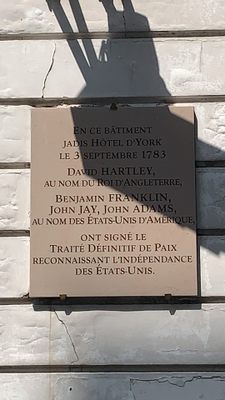 EN CE BÂTIMENT
JADIS HÔTEL D'YORK
LE 3 SEPTEMBRE 1783
DAVID HARTLEY,
AU NOM DU ROI D'ANGLETERRE,
BENJAMIN FRANKLIN,
JOHN JAY, JOHN ADAMS,
AU NOM DES ÉTATS-UNIS D'AMÉRIQUE,
ONT SIGNÉ LE
TRAITÉ DÉFINITIF DE PAIX
RECONNAISSANT L'INDÉPENDANCE
DES ÉTATS-UNIS.